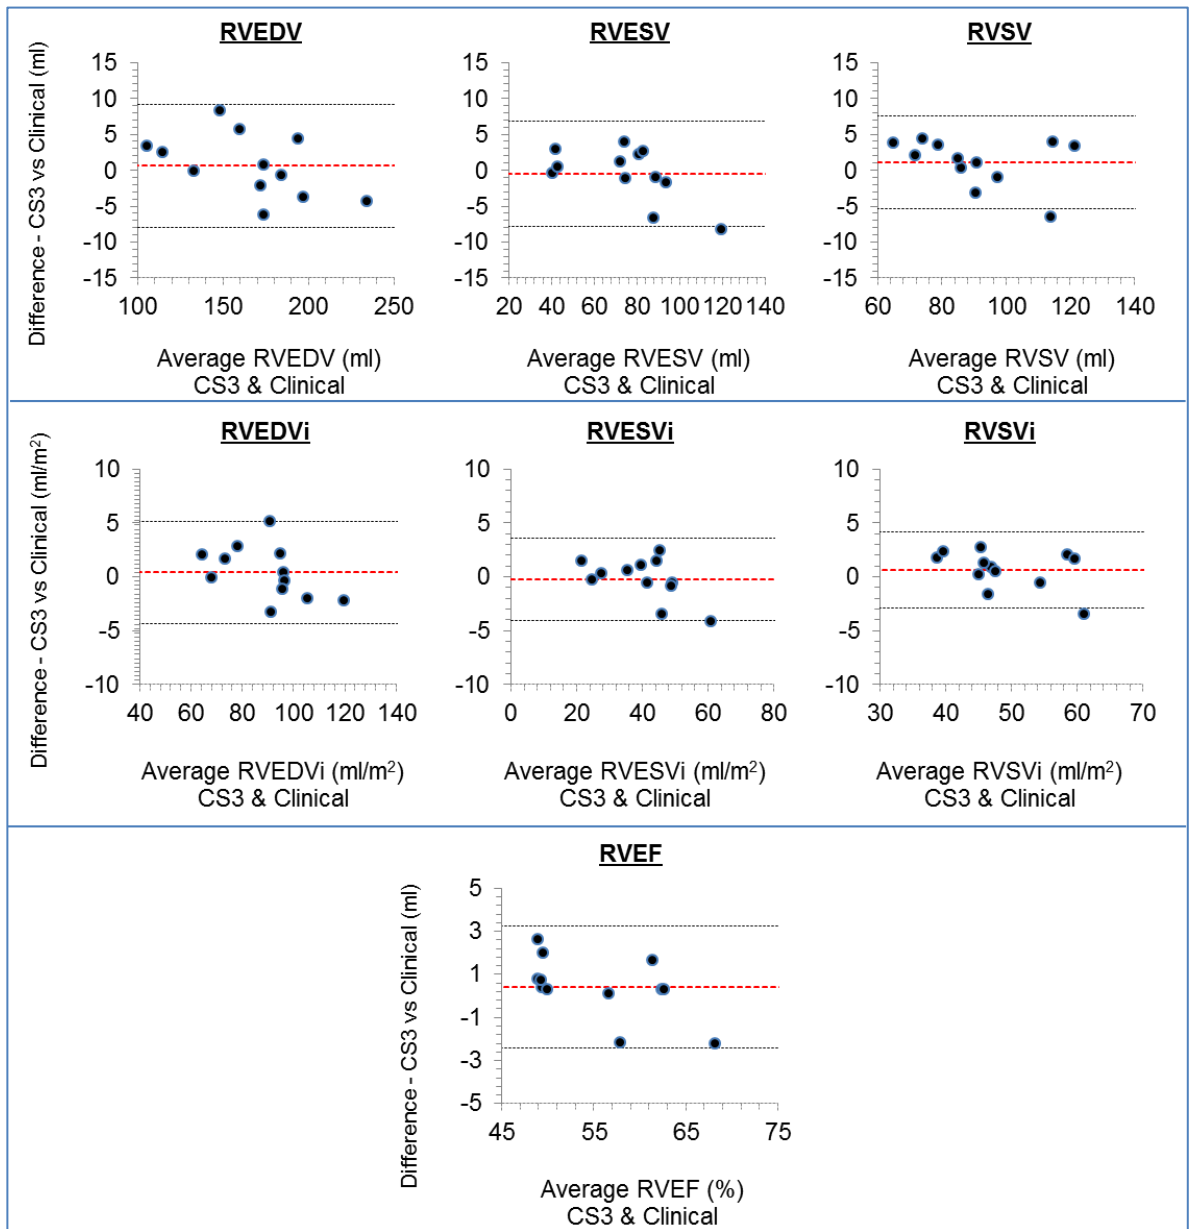 RVEDV
RVESV
RVSV
Difference - CS3 vs Clinical (ml)
15
10
5
0
-5
-10
-15
100 150 200 250
Average RVEDV (ml)
CS3 & Clinical
15
10
5
0
-5
-10
-15
20 40 60 80 100 120 140
Average RVESV (ml)
CS3 & Clinical
15
10
5
0
-5
-10
-15
60 80 100 120 140
Average RVSV (ml)
CS3 & Clinical
RVEDVi
RVESVi
RVSVi
Difference - CS3 vs Clinical (ml/m²)
10
5
0
-5
-10
40 60 80 100 120 140
Average RVEDVi (ml/m²)
CS3 & Clinical
10
5
0
-5
-10
0 20 40 60 80
Average RVESVi (ml/m²)
CS3 & Clinical
10
5
0
-5
-10
30 40 50 60 70
Average RVSVi (ml/m²)
CS3 & Clinical
RVEF
Difference - CS3 vs Clinical (ml)
5
3
1
-1
-3
-5
45 55 65 75
Average RVEF (%)
CS3 & Clinical